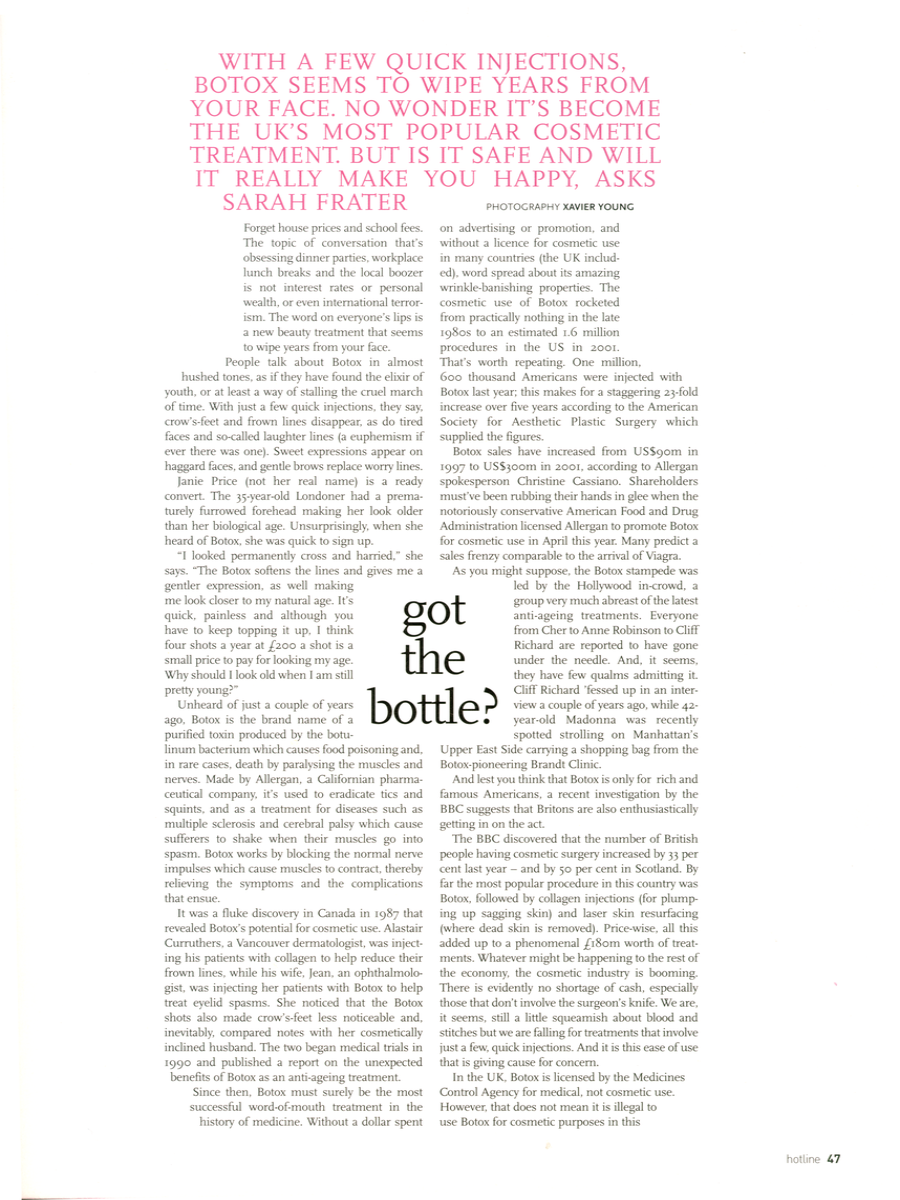 WITH A FEW QUICK INJECTIONS,
BOTOX SEEMS TO WIPE YEARS FROM
YOUR FACE. NO WONDER IT'S BECOME
THE UK'S MOST POPULAR COSMETIC
TREATMENT. BUT IS IT SAFE AND WILL
IT REALLY MAKE YOU HAPPY, ASKS
SARAH FRATER
PHOTOGRAPHY XAVIER YOUNG
Forget house prices and school fees.
The topic of conversation that's
obsessing dinner parties, workplace
lunch breaks and the local boozer
is not interest rates or personal
wealth, or even international terror-
ism. The word on everyone's lips is
a new beauty treatment that seems
to wipe years from your face.
People talk about Botox in almost
hushed tones, as if they have found the elixir of
youth, or at least a way of stalling the cruel march
of time. With just a few quick injections, they say,
crow's-feet and frown lines disappear, as do tired
faces and so-called laughter lines (a euphemism if
ever there was one). Sweet expressions appear on
haggard faces, and gentle brows replace worry lines.
Janie Price (not her real name) is a ready
convert. The 35-year-old Londoner had a prema-
turely furrowed forehead making her look older
than her biological age. Unsurprisingly, when she
heard of Botox, she was quick to sign up.
"I looked permanently cross and harried," she
says. "The Botox softens the lines and gives me a
gentler expression, as well making
me look closer to my natural age. It's
quick, painless and although you
have to keep topping it up, I think
four shots a year at £200 a shot is a
small price to pay for looking my age.
Why should I look old when I am still
pretty young?"
Unheard of just a couple of years
ago, Botox is the brand name of a
purified toxin produced by the botu-
linum bacterium which causes food poisoning and,
in rare cases, death by paralysing the muscles and
nerves. Made by Allergan, a Californian pharma-
ceutical company, it's used to eradicate tics and
squints, and as a treatment for diseases such as
multiple sclerosis and cerebral palsy which cause
sufferers to shake when their muscles go into
spasm. Botox works by blocking the normal nerve
impulses which cause muscles to contract, thereby
relieving the symptoms and the complications
that ensue.
It was a fluke discovery in Canada in 1987 that
revealed Botox's potential for cosmetic use. Alastair
Curruthers, a Vancouver dermatologist, was inject-
ing his patients with collagen to help reduce their
frown lines, while his wife, Jean, an ophthalmolo-
gist, was injecting her patients with Botox to help
treat eyelid spasms. She noticed that the Botox
shots also made crow's-feet less noticeable and,
inevitably, compared notes with her cosmetically
inclined husband. The two began medical trials in
1990 and published a report on the unexpected
benefits of Botox as an anti-ageing treatment.
Since then, Botox must surely be the most
successful word-of-mouth treatment in the
history of medicine. Without a dollar spent
got
the
bottle?
on advertising or promotion, and
without a licence for cosmetic use
in many countries (the UK includ-
ed), word spread about its amazing
wrinkle-banishing properties. The
cosmetic use of Botox rocketed
from practically nothing in the late
1980s to an estimated 1.6 million
procedures in the US in 2001.
That's worth repeating. One million,
600 thousand Americans were injected with
Botox last year; this makes for a staggering 23-fold
increase over five years according to the American
Society for Aesthetic Plastic Surgery which
supplied the figures.
Botox sales have increased from US$90m in
1997 to US$300m in 2001, according to Allergan
spokesperson Christine Cassiano. Shareholders
must've been rubbing their hands in glee when the
notoriously conservative American Food and Drug
Administration licensed Allergan to promote Botox
for cosmetic use in April this year. Many predict a
sales frenzy comparable to the arrival of Viagra.
As you might suppose, the Botox stampede was
led by the Hollywood in-crowd, a
group very much abreast of the latest
anti-ageing treatments. Everyone
from Cher to Anne Robinson to Cliff
Richard are reported to have gone
under the needle. And, it seems,
they have few qualms admitting it.
Cliff Richard 'fessed up in an inter-
view a couple of years ago, while 42-
year-old Madonna was recently
spotted strolling on Manhattan's
Upper East Side carrying a shopping bag from the
Botox-pioneering Brandt Clinic.
And lest you think that Botox is only for rich and
famous Americans, a recent investigation by the
BBC suggests that Britons are also enthusiastically
getting in on the act.
The BBC discovered that the number of British
people having cosmetic surgery increased by 33 per
cent last year – and by 50 per cent in Scotland. By
far the most popular procedure in this country was
Botox, followed by collagen injections (for plump-
ing up sagging skin) and laser skin resurfacing
(where dead skin is removed). Price-wise, all this
added up to a phenomenal £180m worth of treat-
ments. Whatever might be happening to the rest of
the economy, the cosmetic industry is booming.
There is evidently no shortage of cash, especially
those that don't involve the surgeon's knife. We are,
it seems, still a little squeamish about blood and
stitches but we are falling for treatments that involve
just a few, quick injections. And it is this ease of use
that is giving cause for concern.
In the UK, Botox is licensed by the Medicines
Control Agency for medical, not cosmetic use.
However, that does not mean it is illegal to
use Botox for cosmetic purposes in this
hotline 47